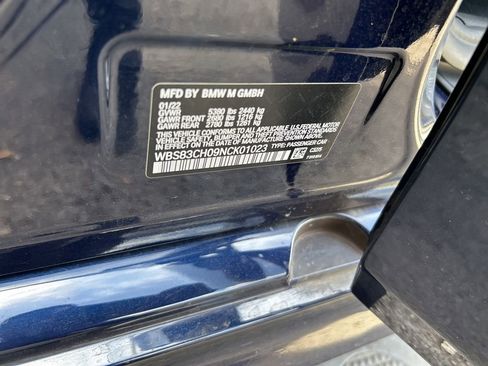 MFD BY BMW M GMBH
01/22
GVWR 5380 lbs 2440 kg
GAWR FRONT 2680 lbs 1216 kg
GAWR REAR 2780 lbs 1261 kg
THIS VEHICLE CONFORMS TO ALL APPLICABLE U.S. FEDERAL MOTOR
VEHICLE SAFETY, BUMPER, AND THEFT PREVENTION STANDARDS
IN EFFECT ON THE DATE OF MANUFACTURE SHOWN ABOVE.
WBS83CH09NCK01023 TYPE: PASSENGER CAR